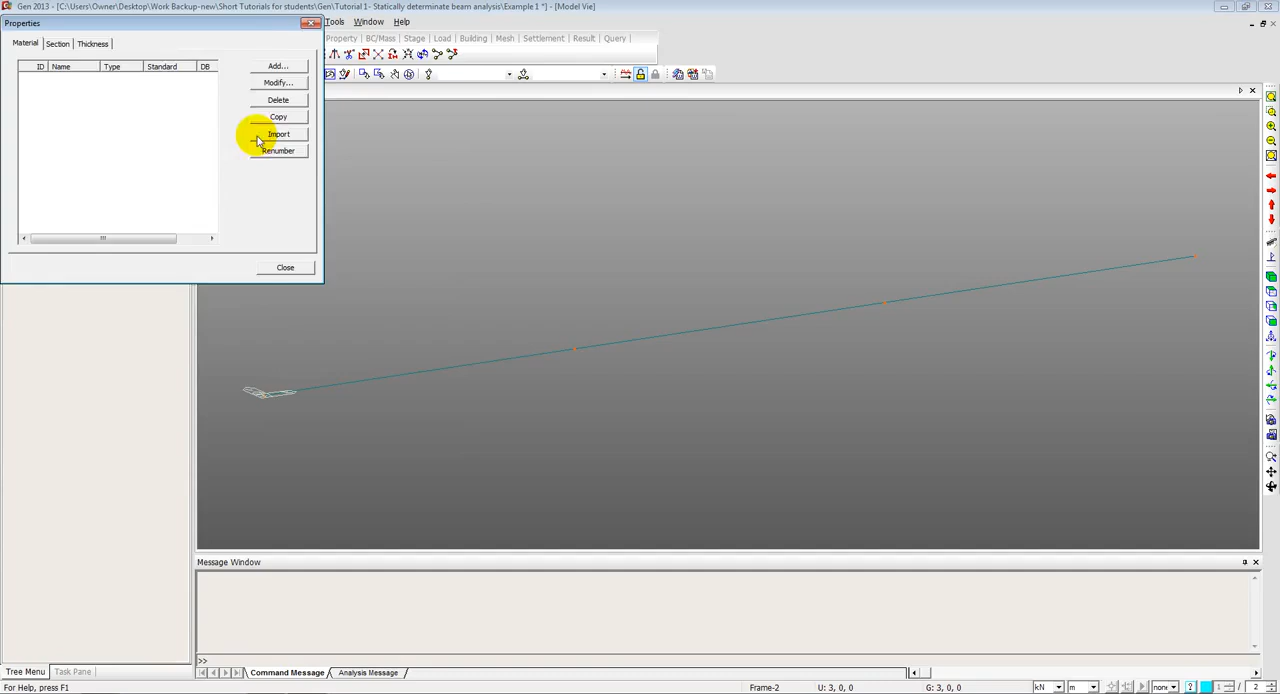 Gen 2013 - [C:\Users\Owner\Desktop\Work Backup-new\Short Tutorials for students\Gen\Tutorial 1- Statically determinate beam analysis\Example 1 *] - [Model Vie]
Properties
Tools Window Help
Material Section Thickness
Property BC/Mass Stage Load Building Mesh Settlement Result Query
ID Name Type Standard DB
Add...
Modify...
Delete
Copy
Import
Renumber
Close
Message Window
>>
Tree Menu Task Pane
Command Message Analysis Message
For Help, press F1
Frame-2
U: 3, 0, 0
G: 3, 0, 0
kN
m
none
1 / 2